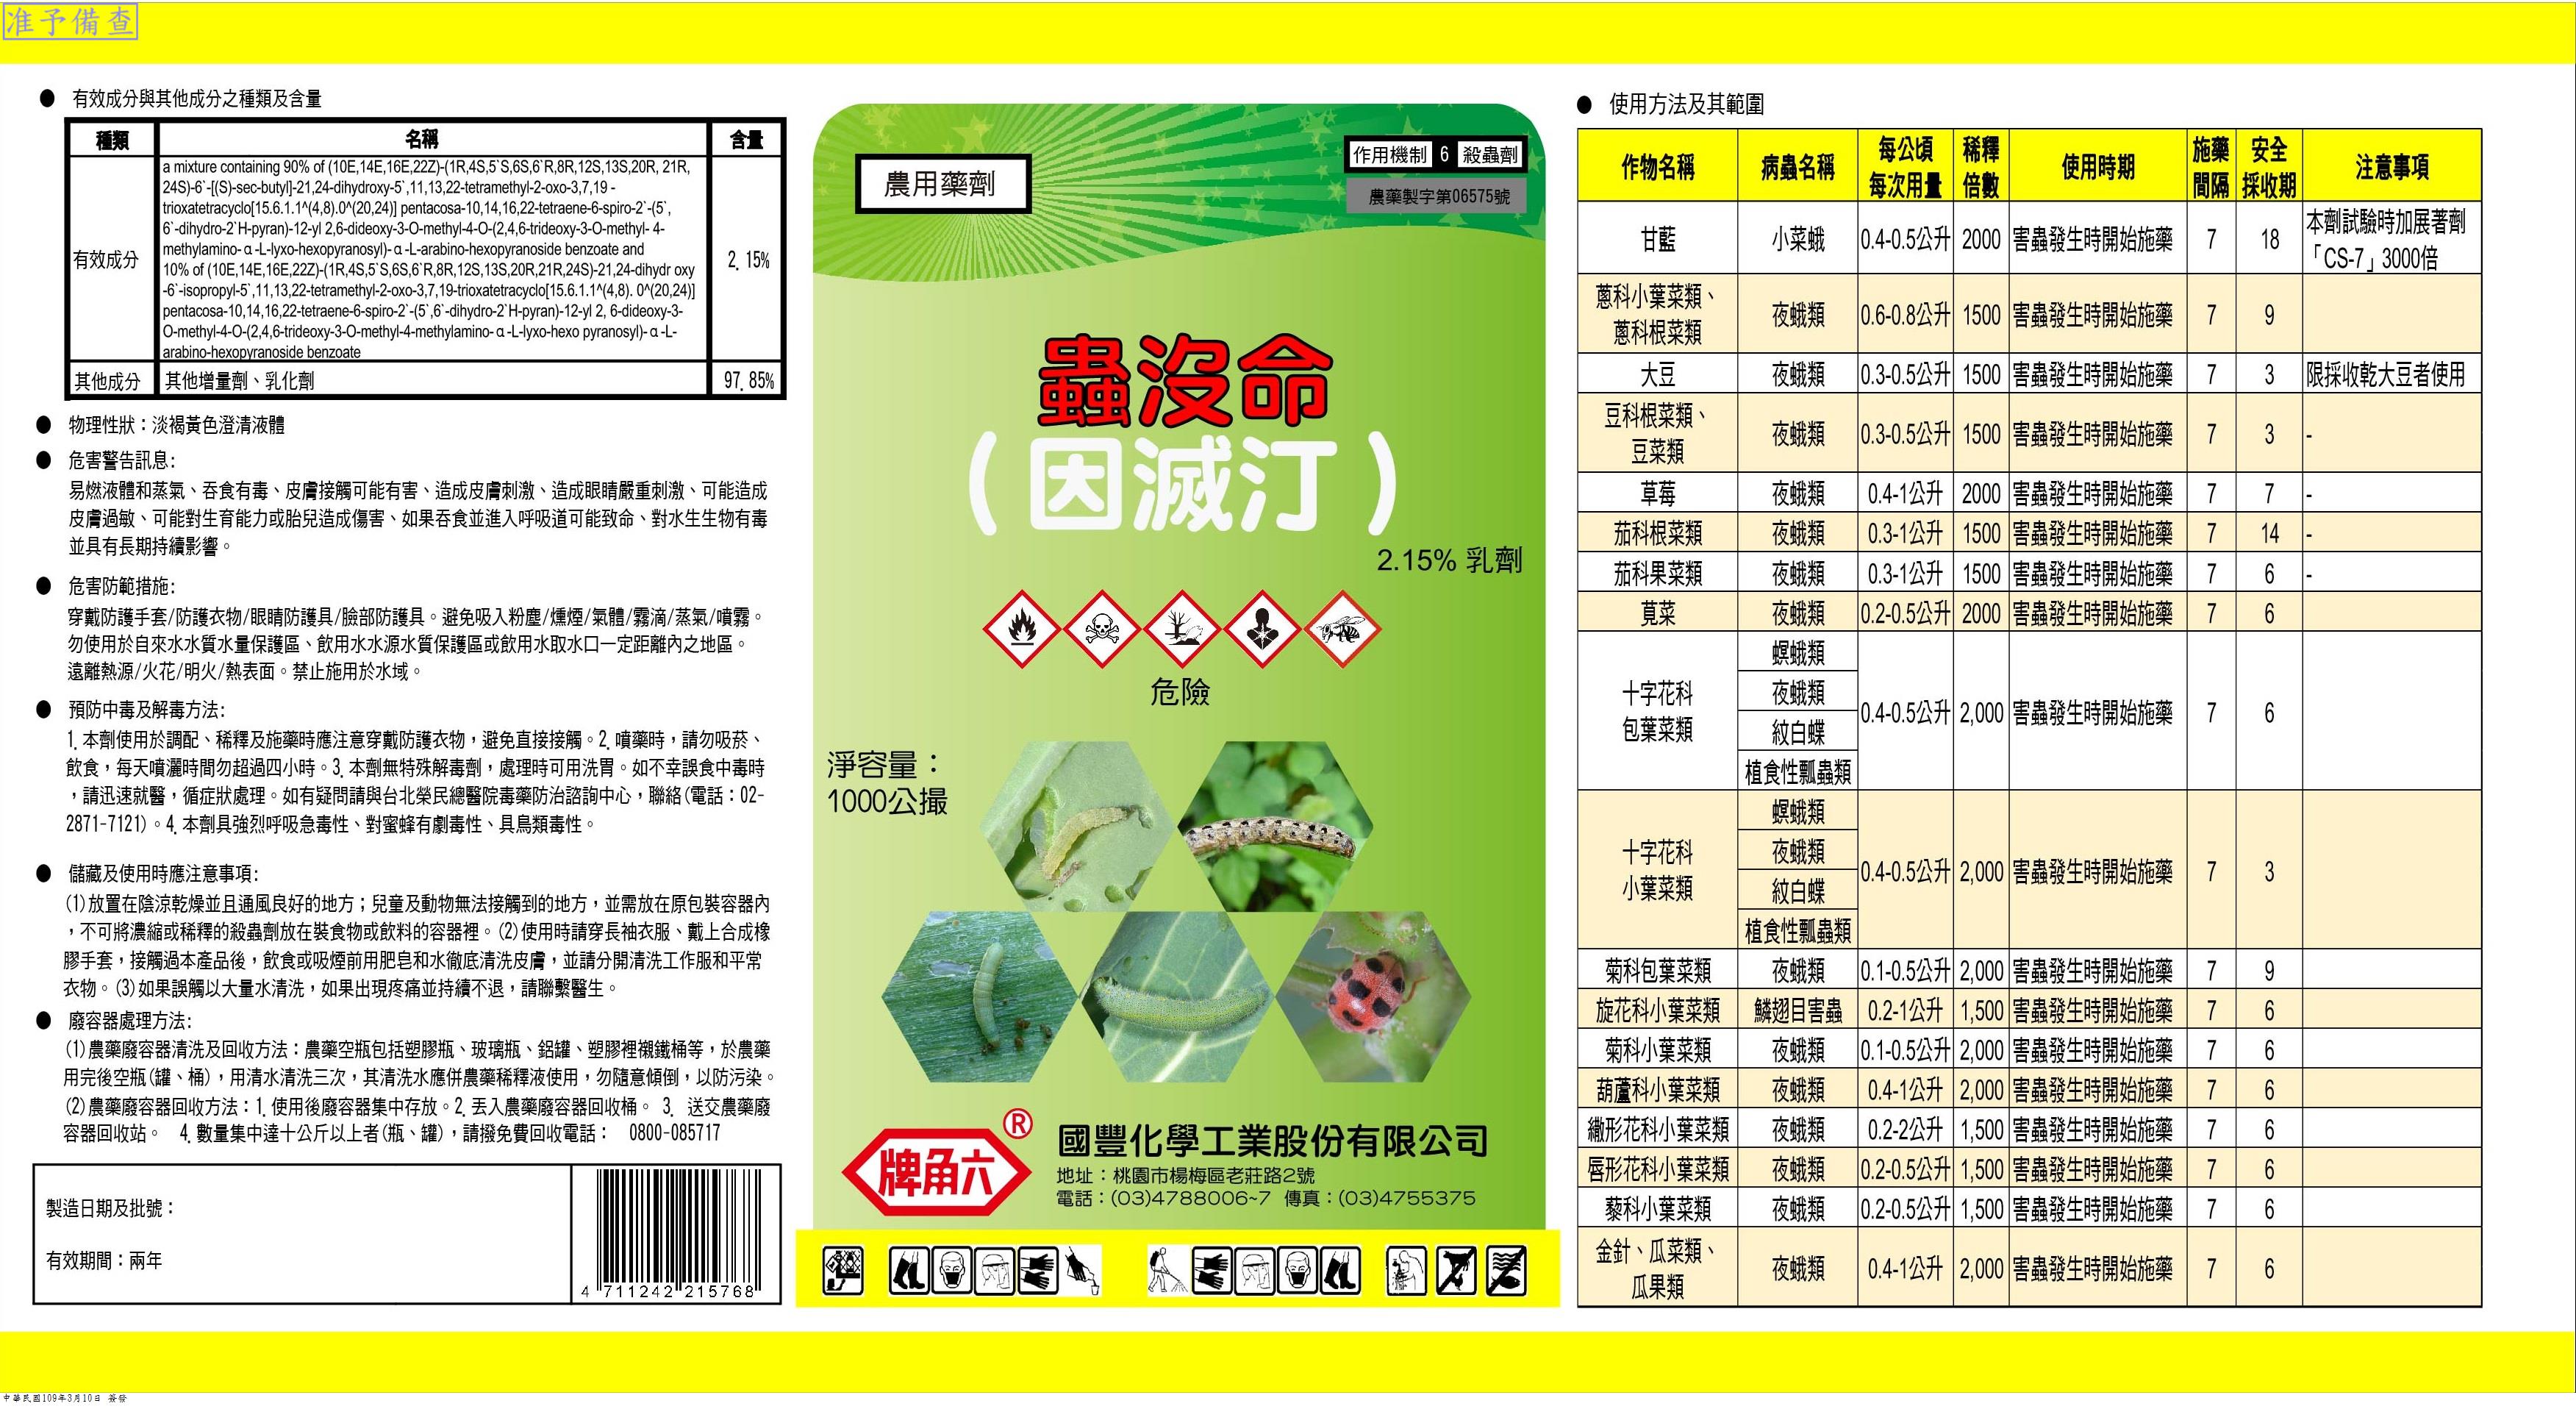 准予備查
● 有效成分與其他成分之種類及含量
種類 名稱 含量
有效成分
a mixture containing 90% of (10E,14E,16E,22Z)-(1R,4S,5`S,6S,6`R,8R,12S,13S,20R, 21R,
24S)-6`-[(S)-sec-butyl]-21,24-dihydroxy-5`,11,13,22-tetramethyl-2-oxo-3,7,19 -
trioxatetracyclo[15.6.1.1^(4,8).0^(20,24)] pentacosa-10,14,16,22-tetraene-6-spiro-2`-(5`,
6`-dihydro-2`H-pyran)-12-yl 2,6-dideoxy-3-O-methyl-4-O-(2,4,6-trideoxy-3-O-methyl- 4-
methylamino-α-L-lyxo-hexopyranosyl)-α-L-arabino-hexopyranoside benzoate and
10% of (10E,14E,16E,22Z)-(1R,4S,5`S,6S,6`R,8R,12S,13S,20R,21R,24S)-21,24-dihydr oxy
-6`-isopropyl-5`,11,13,22-tetramethyl-2-oxo-3,7,19-trioxatetracyclo[15.6.1.1^(4,8). 0^(20,24)]
pentacosa-10,14,16,22-tetraene-6-spiro-2`-(5`,6`-dihydro-2`H-pyran)-12-yl 2, 6-dideoxy-3-
O-methyl-4-O-(2,4,6-trideoxy-3-O-methyl-4-methylamino-α-L-lyxo-hexo pyranosyl)-α-L-
arabino-hexopyranoside benzoate
2.15%
其他成分 其他增量劑、乳化劑 97.85%
● 物理性狀：淡褐黃色澄清液體
● 危害警告訊息:
易燃液體和蒸氣、吞食有毒、皮膚接觸可能有害、造成皮膚刺激、造成眼睛嚴重刺激、可能造成
皮膚過敏、可能對生育能力或胎兒造成傷害、如果吞食並進入呼吸道可能致命、對水生生物有毒
並具有長期持續影響。
● 危害防範措施:
穿戴防護手套/防護衣物/眼睛防護具/臉部防護具。避免吸入粉塵/燻煙/氣體/霧滴/蒸氣/噴霧。
勿使用於自來水水質水量保護區、飲用水水源水質保護區或飲用水取水口一定距離內之地區。
遠離熱源/火花/明火/熱表面。禁止施用於水域。
● 預防中毒及解毒方法:
1.本劑使用於調配、稀釋及施藥時應注意穿戴防護衣物，避免直接接觸。2.噴藥時，請勿吸菸、
飲食，每天噴灑時間勿超過四小時。3.本劑無特殊解毒劑，處理時可用洗胃。如不幸誤食中毒時
，請迅速就醫，循症狀處理。如有疑問請與台北榮民總醫院毒藥防治諮詢中心，聯絡(電話：02-
2871-7121)。4.本劑具強烈呼吸急毒性、對蜜蜂有劇毒性、具鳥類毒性。
● 儲藏及使用時應注意事項:
(1)放置在陰涼乾燥並且通風良好的地方；兒童及動物無法接觸到的地方，並需放在原包裝容器內
，不可將濃縮或稀釋的殺蟲劑放在裝食物或飲料的容器裡。(2)使用時請穿長袖衣服、戴上合成橡
膠手套，接觸過本產品後，飲食或吸煙前用肥皂和水徹底清洗皮膚，並請分開清洗工作服和平常
衣物。(3)如果誤觸以大量水清洗，如果出現疼痛並持續不退，請聯繫醫生。
● 廢容器處理方法:
(1)農藥廢容器清洗及回收方法：農藥空瓶包括塑膠瓶、玻璃瓶、鋁罐、塑膠裡襯鐵桶等，於農藥
用完後空瓶(罐、桶)，用清水清洗三次，其清洗水應併農藥稀釋液使用，勿隨意傾倒，以防污染。
(2)農藥廢容器回收方法：1.使用後廢容器集中存放。2.丟入農藥廢容器回收桶。 3. 送交農藥廢
容器回收站。 4.數量集中達十公斤以上者(瓶、罐)，請撥免費回收電話： 0800-085717
製造日期及批號：
有效期間：兩年
4 711242 215768
農用藥劑
作用機制 6 殺蟲劑
農藥製字第06575號
蟲沒命
（因滅汀）
2.15% 乳劑
危險
淨容量：
1000公撮
牌角六 ®
國豐化學工業股份有限公司
地址：桃園市楊梅區老莊路2號
電話：(03)4788006~7 傳真：(03)4755375
● 使用方法及其範圍
作物名稱 病蟲名稱 每公頃每次用量 稀釋倍數 使用時期 施藥間隔 安全採收期 注意事項
甘藍 小菜蛾 0.4-0.5公升 2000 害蟲發生時開始施藥 7 18 本劑試驗時加展著劑
「CS-7」3000倍
蔥科小葉菜類、
蔥科根菜類 夜蛾類 0.6-0.8公升 1500 害蟲發生時開始施藥 7 9
大豆 夜蛾類 0.3-0.5公升 1500 害蟲發生時開始施藥 7 3 限採收乾大豆者使用
豆科根菜類、
豆菜類 夜蛾類 0.3-0.5公升 1500 害蟲發生時開始施藥 7 3 -
草莓 夜蛾類 0.4-1公升 2000 害蟲發生時開始施藥 7 7 -
茄科根菜類 夜蛾類 0.3-1公升 1500 害蟲發生時開始施藥 7 14 -
茄科果菜類 夜蛾類 0.3-1公升 1500 害蟲發生時開始施藥 7 6 -
莧菜 夜蛾類 0.2-0.5公升 2000 害蟲發生時開始施藥 7 6
十字花科
包葉菜類
螟蛾類
夜蛾類
紋白蝶
植食性瓢蟲類
0.4-0.5公升 2,000 害蟲發生時開始施藥 7 6
十字花科
小葉菜類
螟蛾類
夜蛾類
紋白蝶
植食性瓢蟲類
0.4-0.5公升 2,000 害蟲發生時開始施藥 7 3
菊科包葉菜類 夜蛾類 0.1-0.5公升 2,000 害蟲發生時開始施藥 7 9
旋花科小葉菜類 鱗翅目害蟲 0.2-1公升 1,500 害蟲發生時開始施藥 7 6
菊科小葉菜類 夜蛾類 0.1-0.5公升 2,000 害蟲發生時開始施藥 7 6
葫蘆科小葉菜類 夜蛾類 0.4-1公升 2,000 害蟲發生時開始施藥 7 6
繖形花科小葉菜類 夜蛾類 0.2-2公升 1,500 害蟲發生時開始施藥 7 6
唇形花科小葉菜類 夜蛾類 0.2-0.5公升 1,500 害蟲發生時開始施藥 7 6
藜科小葉菜類 夜蛾類 0.2-0.5公升 1,500 害蟲發生時開始施藥 7 6
金針、瓜菜類、
瓜果類 夜蛾類 0.4-1公升 2,000 害蟲發生時開始施藥 7 6
中華民國109年3月10日 簽發